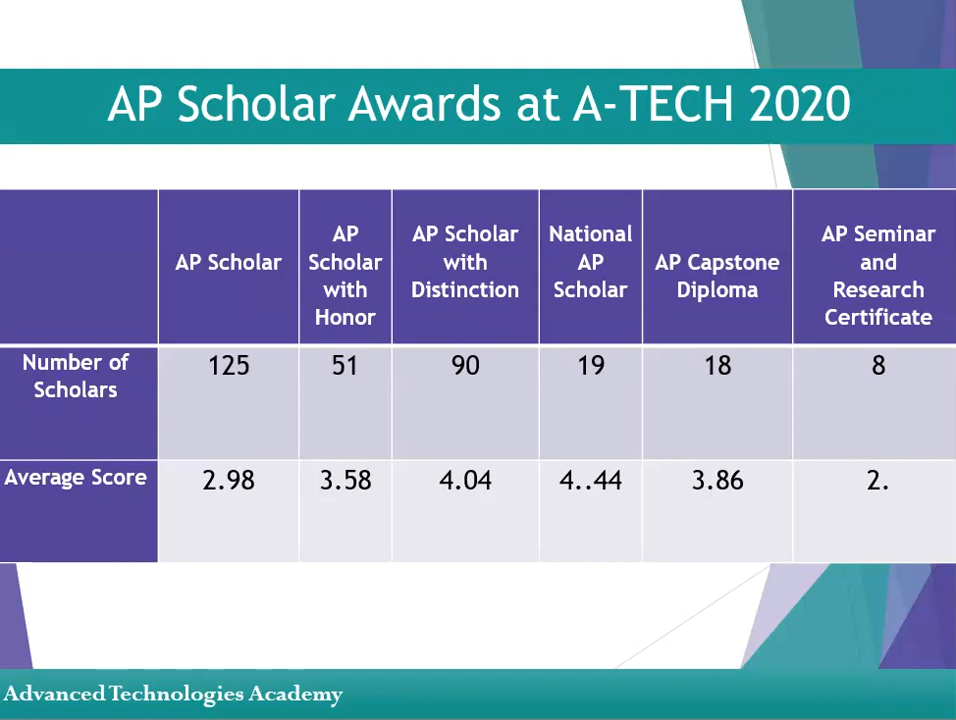 AP Scholar Awards at A-TECH 2020
AP Scholar
AP
Scholar
with
Honor
AP Scholar
with
Distinction
National
AP
Scholar
AP Capstone
Diploma
AP Seminar
and
Research
Certificate
Number of
Scholars
125
51
90
19
18
8
Average Score
2.98
3.58
4.04
4..44
3.86
2.
Advanced Technologies Academy